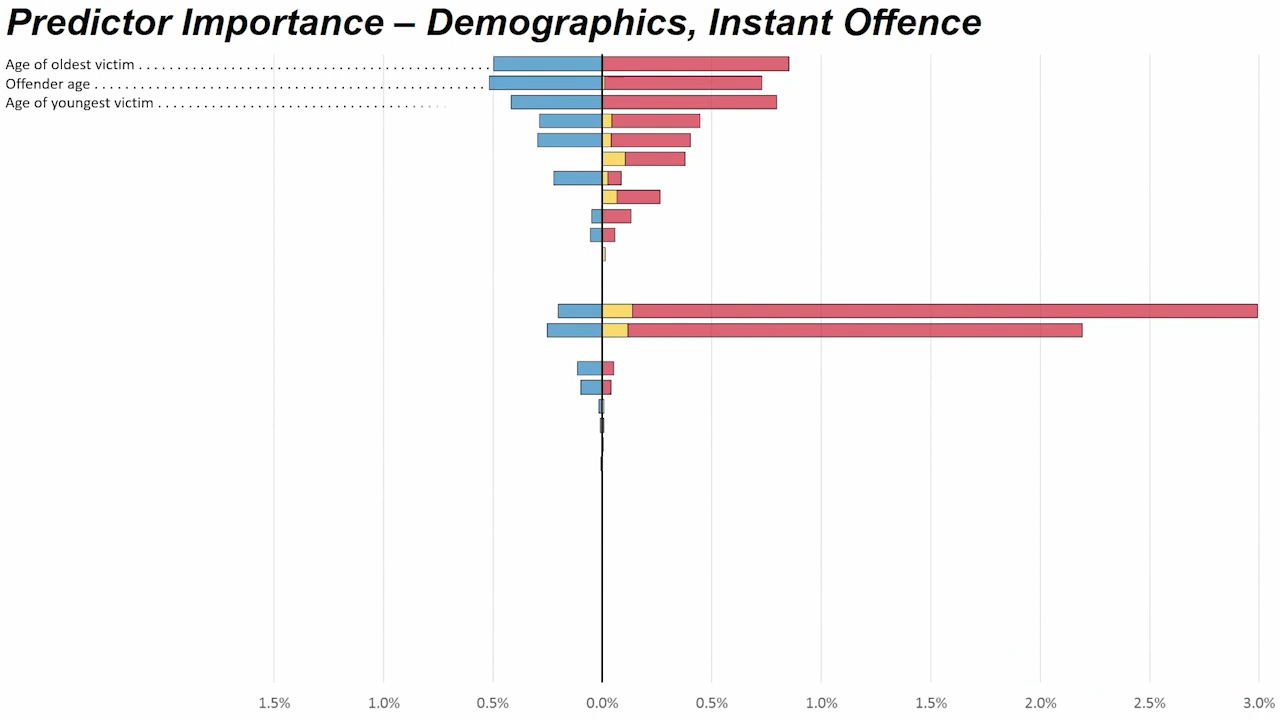 Predictor Importance – Demographics, Instant Offence
Age of oldest victim
Offender age
Age of youngest victim
1.5% 1.0% 0.5% 0.0% 0.5% 1.0% 1.5% 2.0% 2.5% 3.0%